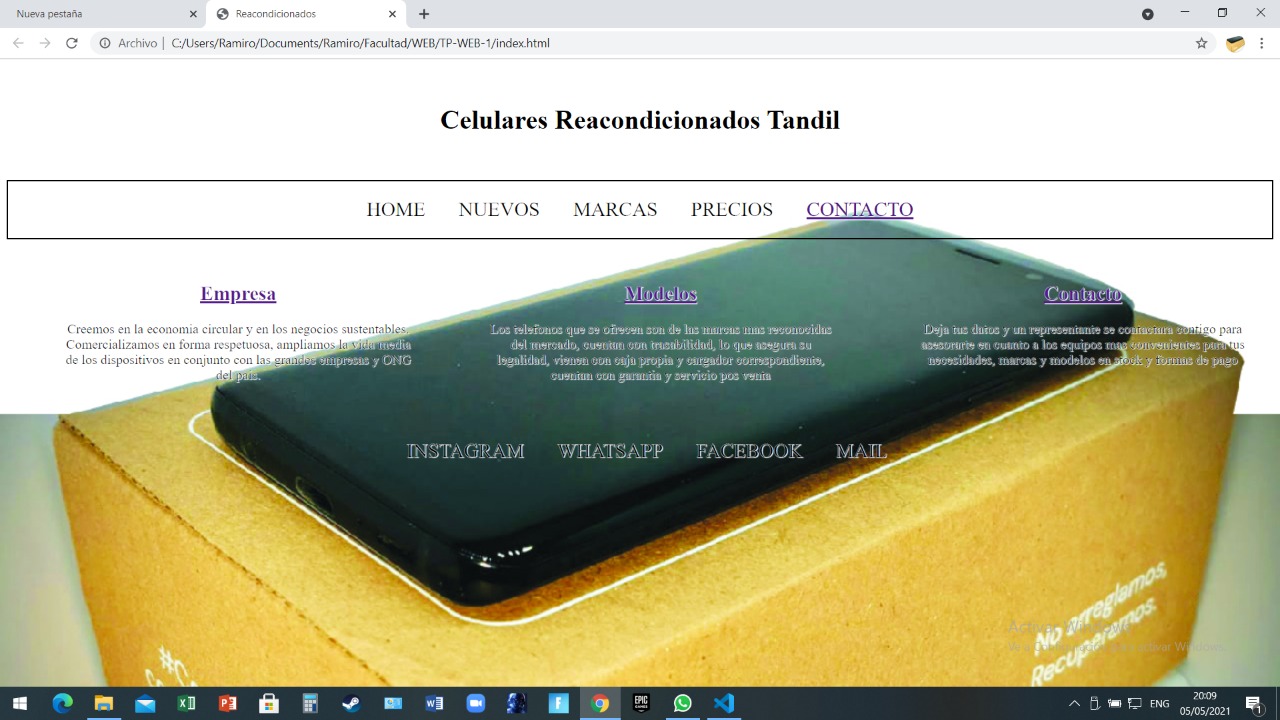 Nueva pestaña
Reacondicionados
Archivo | C:/Users/Ramiro/Documents/Ramiro/Facultad/WEB/TP-WEB-1/index.html
Celulares Reacondicionados Tandil
HOME NUEVOS MARCAS PRECIOS CONTACTO
Empresa
Creemos en la economia circular y en los negocios sustentables.
Comercializamos en forma respetuosa, ampliamos la vida media
de los dispositivos en conjunto con las grandes empresas y ONG
del pais.
Modelos
Los telefonos que se ofrecen son de las marcas mas reconocidas
del mercado, cuentan con trasabilidad, lo que asegura su
legalidad, vienen con caja propia y cargador correspondiente,
cuentan con garantia y servicio pos venta
Contacto
Deja tus datos y un representante se contactara contigo para
asesorarte en cuanto a los equipos mas convenientes para tus
necesidades, marcas y modelos en stock y formas de pago
INSTAGRAM WHATSAPP FACEBOOK MAIL
No arreglamos,
Recuperamos.
Activar Windows
Windows.
ENG
20:09
05/05/2021
1